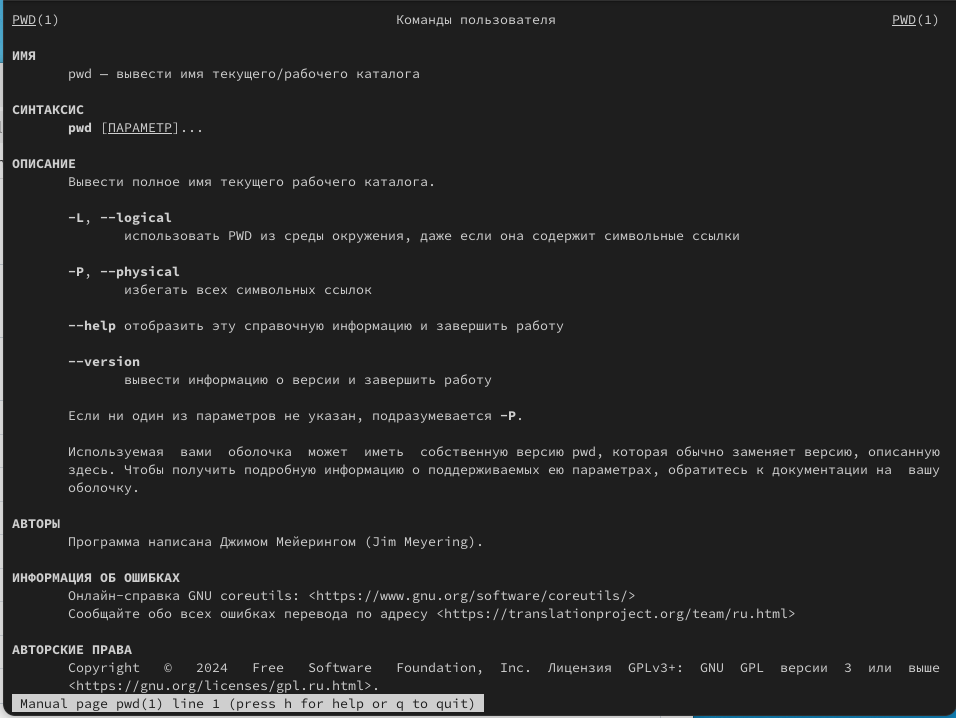 PWD(1) Команды пользователя PWD(1)
ИМЯ
pwd — вывести имя текущего/рабочего каталога
СИНТАКСИС
pwd [ПАРАМЕТР]...
ОПИСАНИЕ
Вывести полное имя текущего рабочего каталога.
-L, --logical
использовать PWD из среды окружения, даже если она содержит символьные ссылки
-P, --physical
избегать всех символьных ссылок
--help отобразить эту справочную информацию и завершить работу
--version
вывести информацию о версии и завершить работу
Если ни один из параметров не указан, подразумевается -P.
Используемая вами оболочка может иметь собственную версию pwd, которая обычно заменяет версию, описанную
здесь. Чтобы получить подробную информацию о поддерживаемых ею параметрах, обратитесь к документации на вашу
оболочку.
АВТОРЫ
Программа написана Джимом Мейерингом (Jim Meyering).
ИНФОРМАЦИЯ ОБ ОШИБКАХ
Онлайн-справка GNU coreutils: <https://www.gnu.org/software/coreutils/>
Сообщайте обо всех ошибках перевода по адресу <https://translationproject.org/team/ru.html>
АВТОРСКИЕ ПРАВА
Copyright © 2024 Free Software Foundation, Inc. Лицензия GPLv3+: GNU GPL версии 3 или выше
<https://gnu.org/licenses/gpl.ru.html>.
Manual page pwd(1) line 1 (press h for help or q to quit)